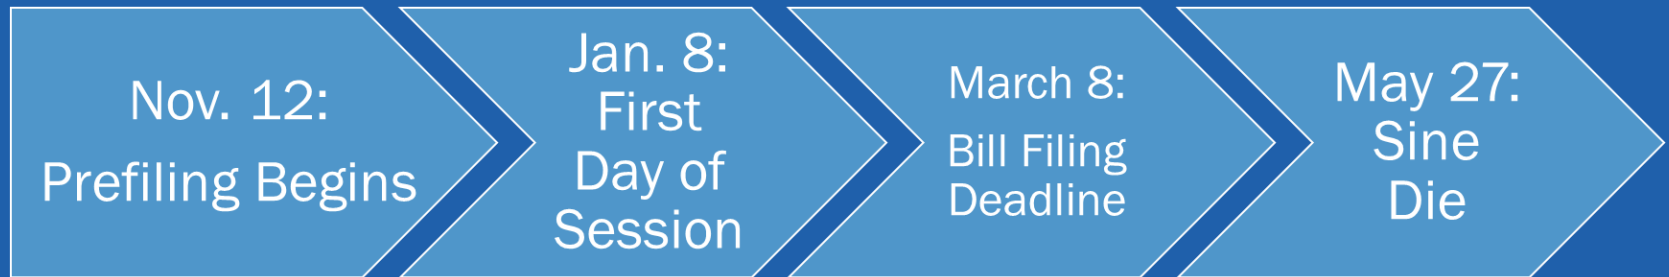 Nov. 12:
Prefiling Begins
Jan. 8:
First
Day of
Session
March 8:
Bill Filing
Deadline
May 27:
Sine
Die